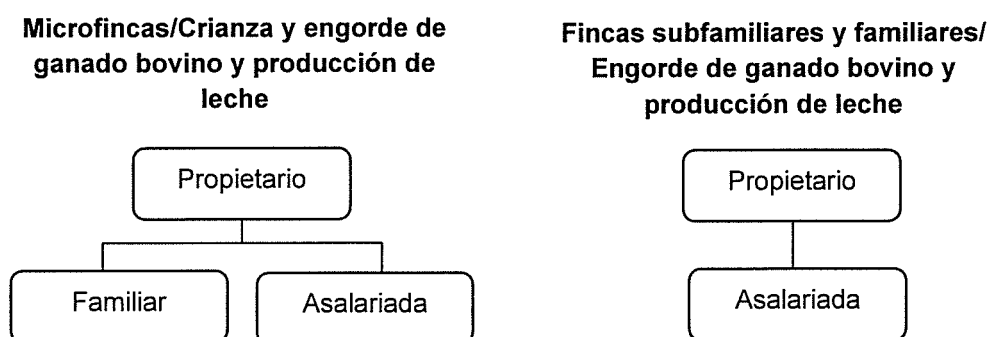 Microfincas/Crianza y engorde de
ganado bovino y producción de
leche
Propietario
Familiar
Asalariada
Fincas subfamiliares y familiares/
Engorde de ganado bovino y
producción de leche
Propietario
Asalariada